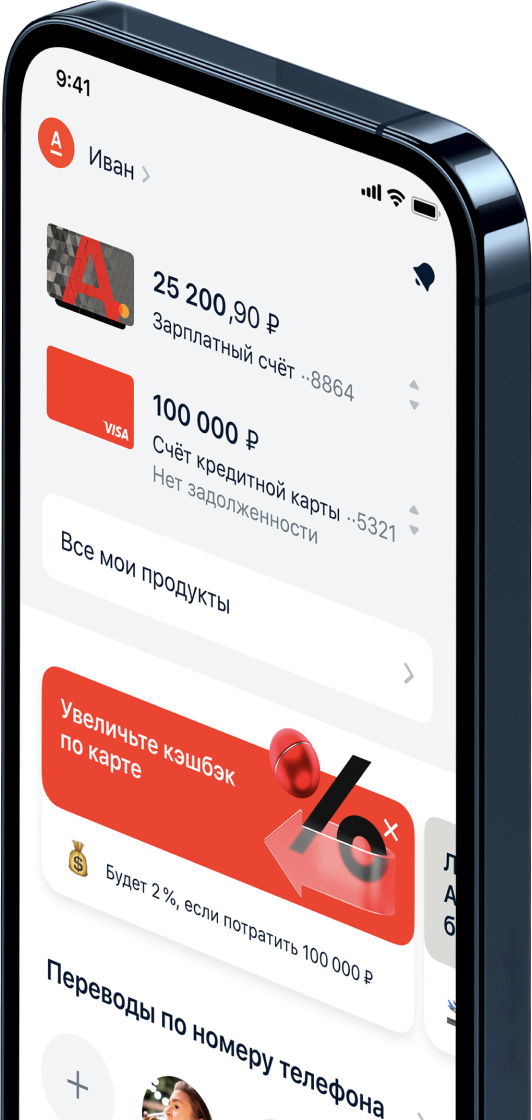 9:41
А
Иван
А.
25 200,90 ₽
Зарплатный счёт ··8864
VISA
100 000 ₽
Счёт кредитной карты ··5321
Нет задолженности
Все мои продукты
Увеличьте кэшбэк
по карте
%
Будет 2 %, если потратить 100 000 ₽
Л
А
б
Переводы по номеру телефона